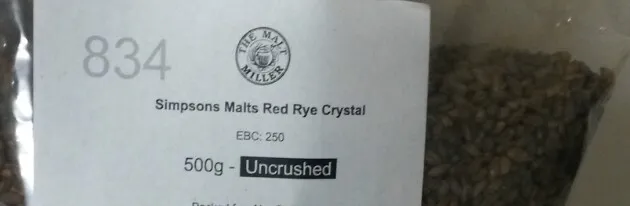 834
THE MALT MILLER
Simpsons Malts Red Rye Crystal
EBC: 250
500g - Uncrushed